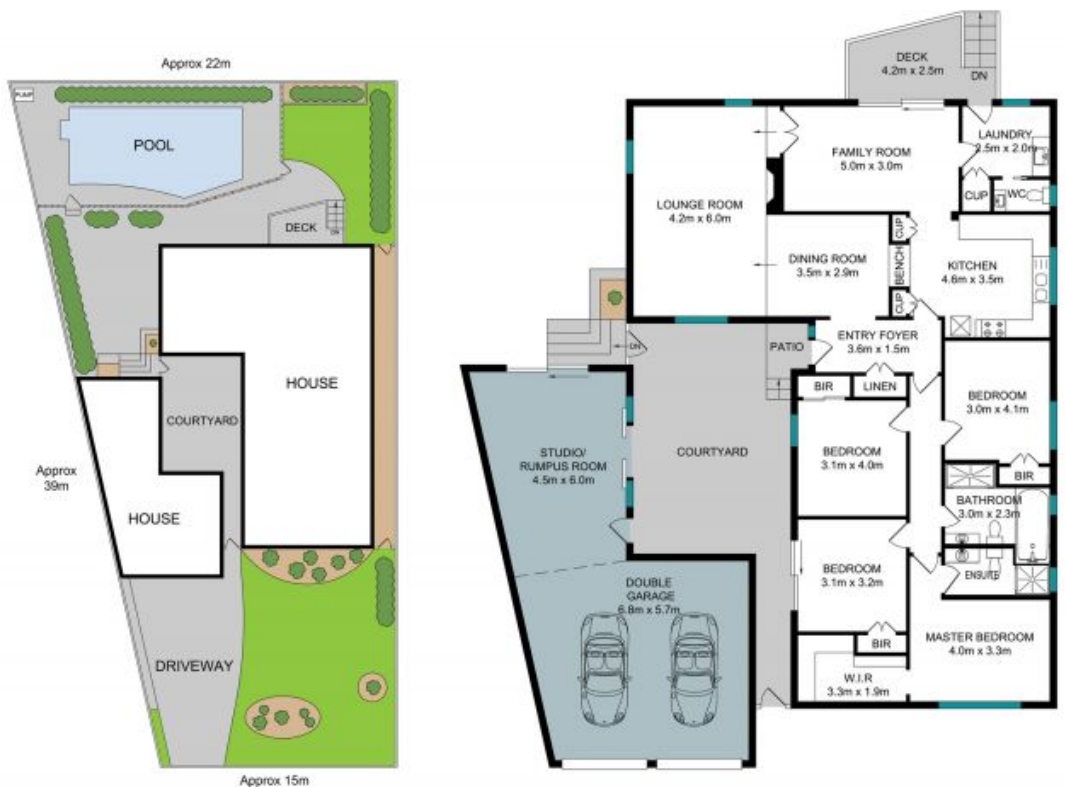 Approx 22m
PUMP
POOL
DECK
DN
HOUSE
COURTYARD
Approx
39m
HOUSE
DRIVEWAY
Approx 15m
DECK
4.2m x 2.5m
DN
LAUNDRY
2.5m x 2.0m
FAMILY ROOM
5.0m x 3.0m
CUP
WC
LOUNGE ROOM
4.2m x 6.0m
CUP
DINING ROOM
3.5m x 2.9m
BENCH
KITCHEN
4.6m x 3.5m
CUP
ENTRY FOYER
3.6m x 1.5m
PATIO
DN
BIR
LINEN
BEDROOM
3.0m x 4.1m
STUDIO/
RUMPUS ROOM
4.5m x 6.0m
COURTYARD
BEDROOM
3.1m x 4.0m
BIR
BATHROOM
3.0m x 2.3m
BEDROOM
3.1m x 3.2m
ENSUITE
DOUBLE
GARAGE
6.8m x 5.7m
BIR
MASTER BEDROOM
4.0m x 3.3m
W.I.R
3.3m x 1.9m